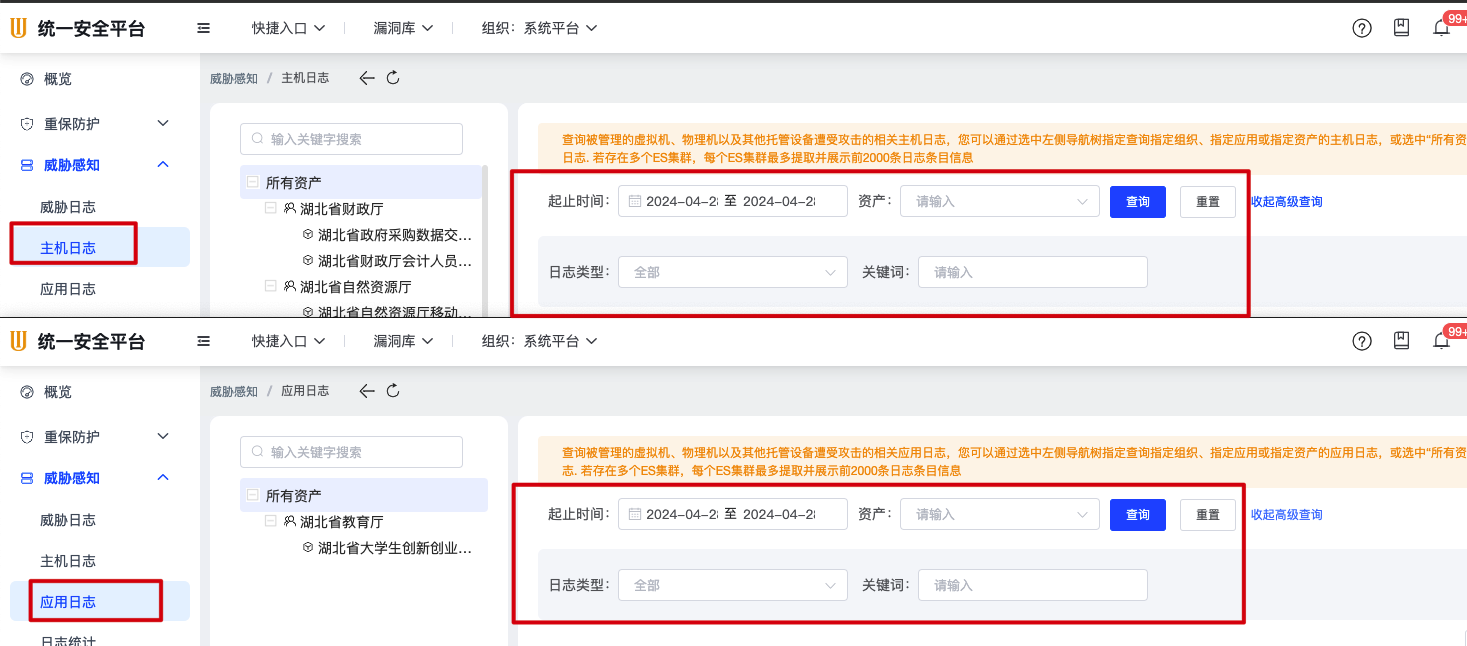 统一安全平台 快捷入口 漏洞库 组织：系统平台 99+
概览
重保防护
威胁感知
威胁日志
主机日志
应用日志
威胁感知 / 主机日志
输入关键字搜索
所有资产
湖北省财政厅
湖北省政府采购数据交...
湖北省财政厅会计人员...
湖北省自然资源厅
湖北省自然资源厅移动...
查询被管理的虚拟机、物理机以及其他托管设备遭受攻击的相关主机日志，您可以通过选中左侧导航树指定查询指定组织、指定应用或指定资产的主机日志，或选中“所有资
日志. 若存在多个ES集群，每个ES集群最多提取并展示前2000条日志条目信息
起止时间： 2024-04-28 至 2024-04-28 资产： 请输入 查询 重置 收起高级查询
日志类型： 全部 关键词： 请输入
统一安全平台 快捷入口 漏洞库 组织：系统平台 99+
概览
重保防护
威胁感知
威胁日志
主机日志
应用日志
日志统计
威胁感知 / 应用日志
输入关键字搜索
所有资产
湖北省教育厅
湖北省大学生创新创业...
查询被管理的虚拟机、物理机以及其他托管设备遭受攻击的相关应用日志，您可以通过选中左侧导航树指定查询指定组织、指定应用或指定资产的应用日志，或选中“所有资
志. 若存在多个ES集群，每个ES集群最多提取并展示前2000条日志条目信息
起止时间： 2024-04-28 至 2024-04-28 资产： 请输入 查询 重置 收起高级查询
日志类型： 全部 关键词： 请输入